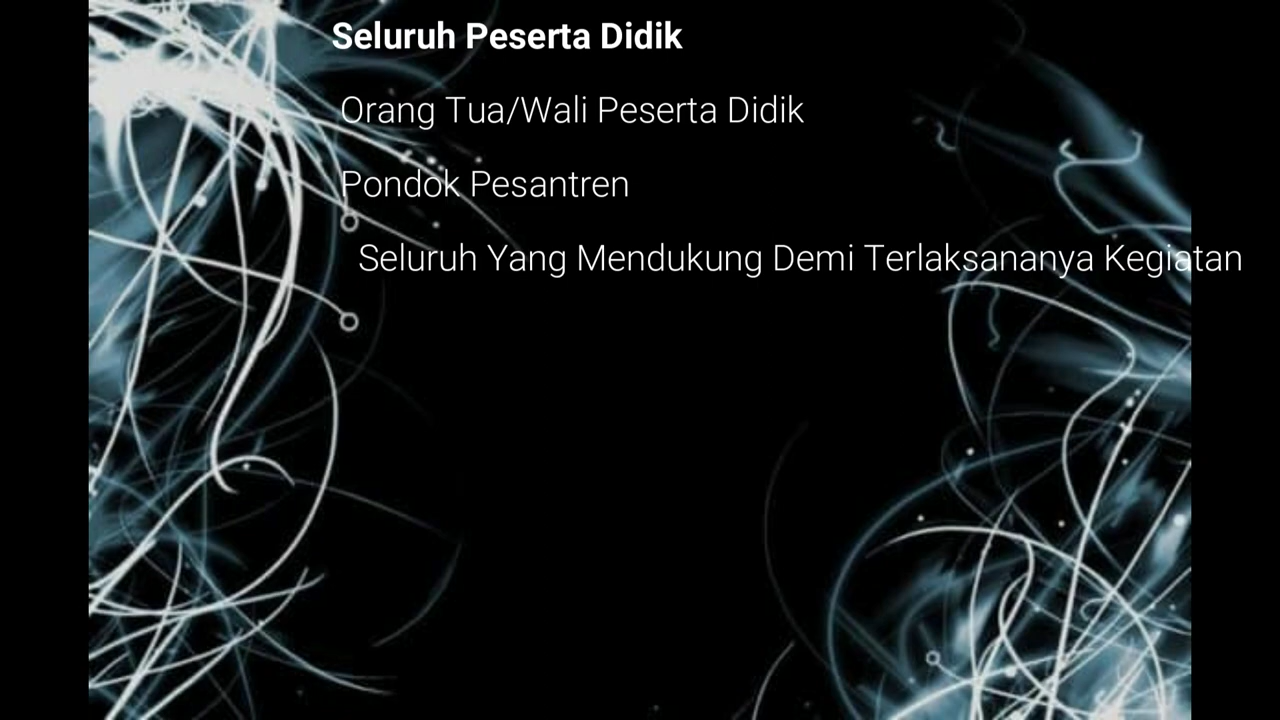 Seluruh Peserta Didik
Orang Tua/Wali Peserta Didik
Pondok Pesantren
Seluruh Yang Mendukung Demi Terlaksananya Kegiatan